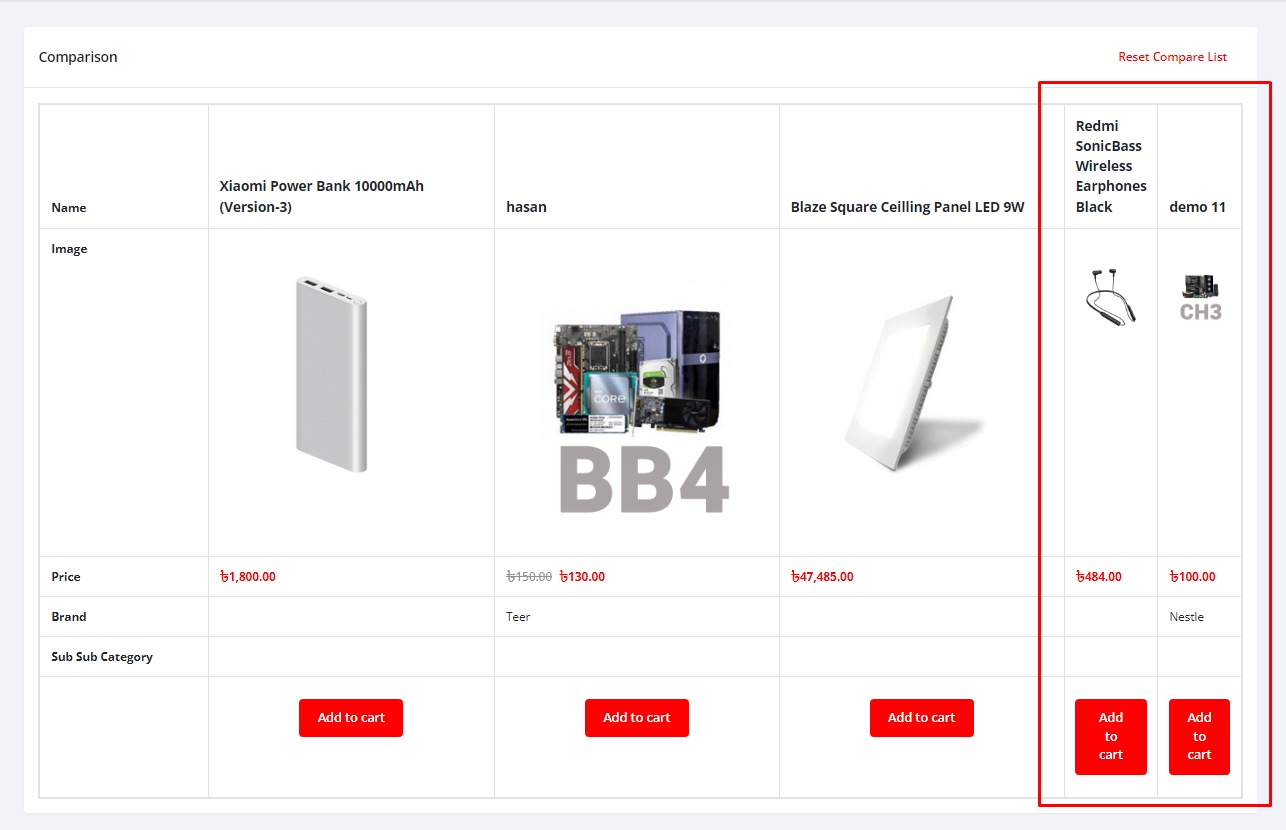 Comparison
Reset Compare List
Name
Xiaomi Power Bank 10000mAh
(Version-3)
hasan
Blaze Square Ceilling Panel LED 9W
Redmi
SonicBass
Wireless
Earphones
Black
demo 11
Image
CORE
BB4
CH3
Price
৳1,800.00
৳150.00 ৳130.00
৳47,485.00
৳484.00
৳100.00
Brand
Teer
Nestle
Sub Sub Category
Add to cart
Add to cart
Add to cart
Add
to
cart
Add
to
cart